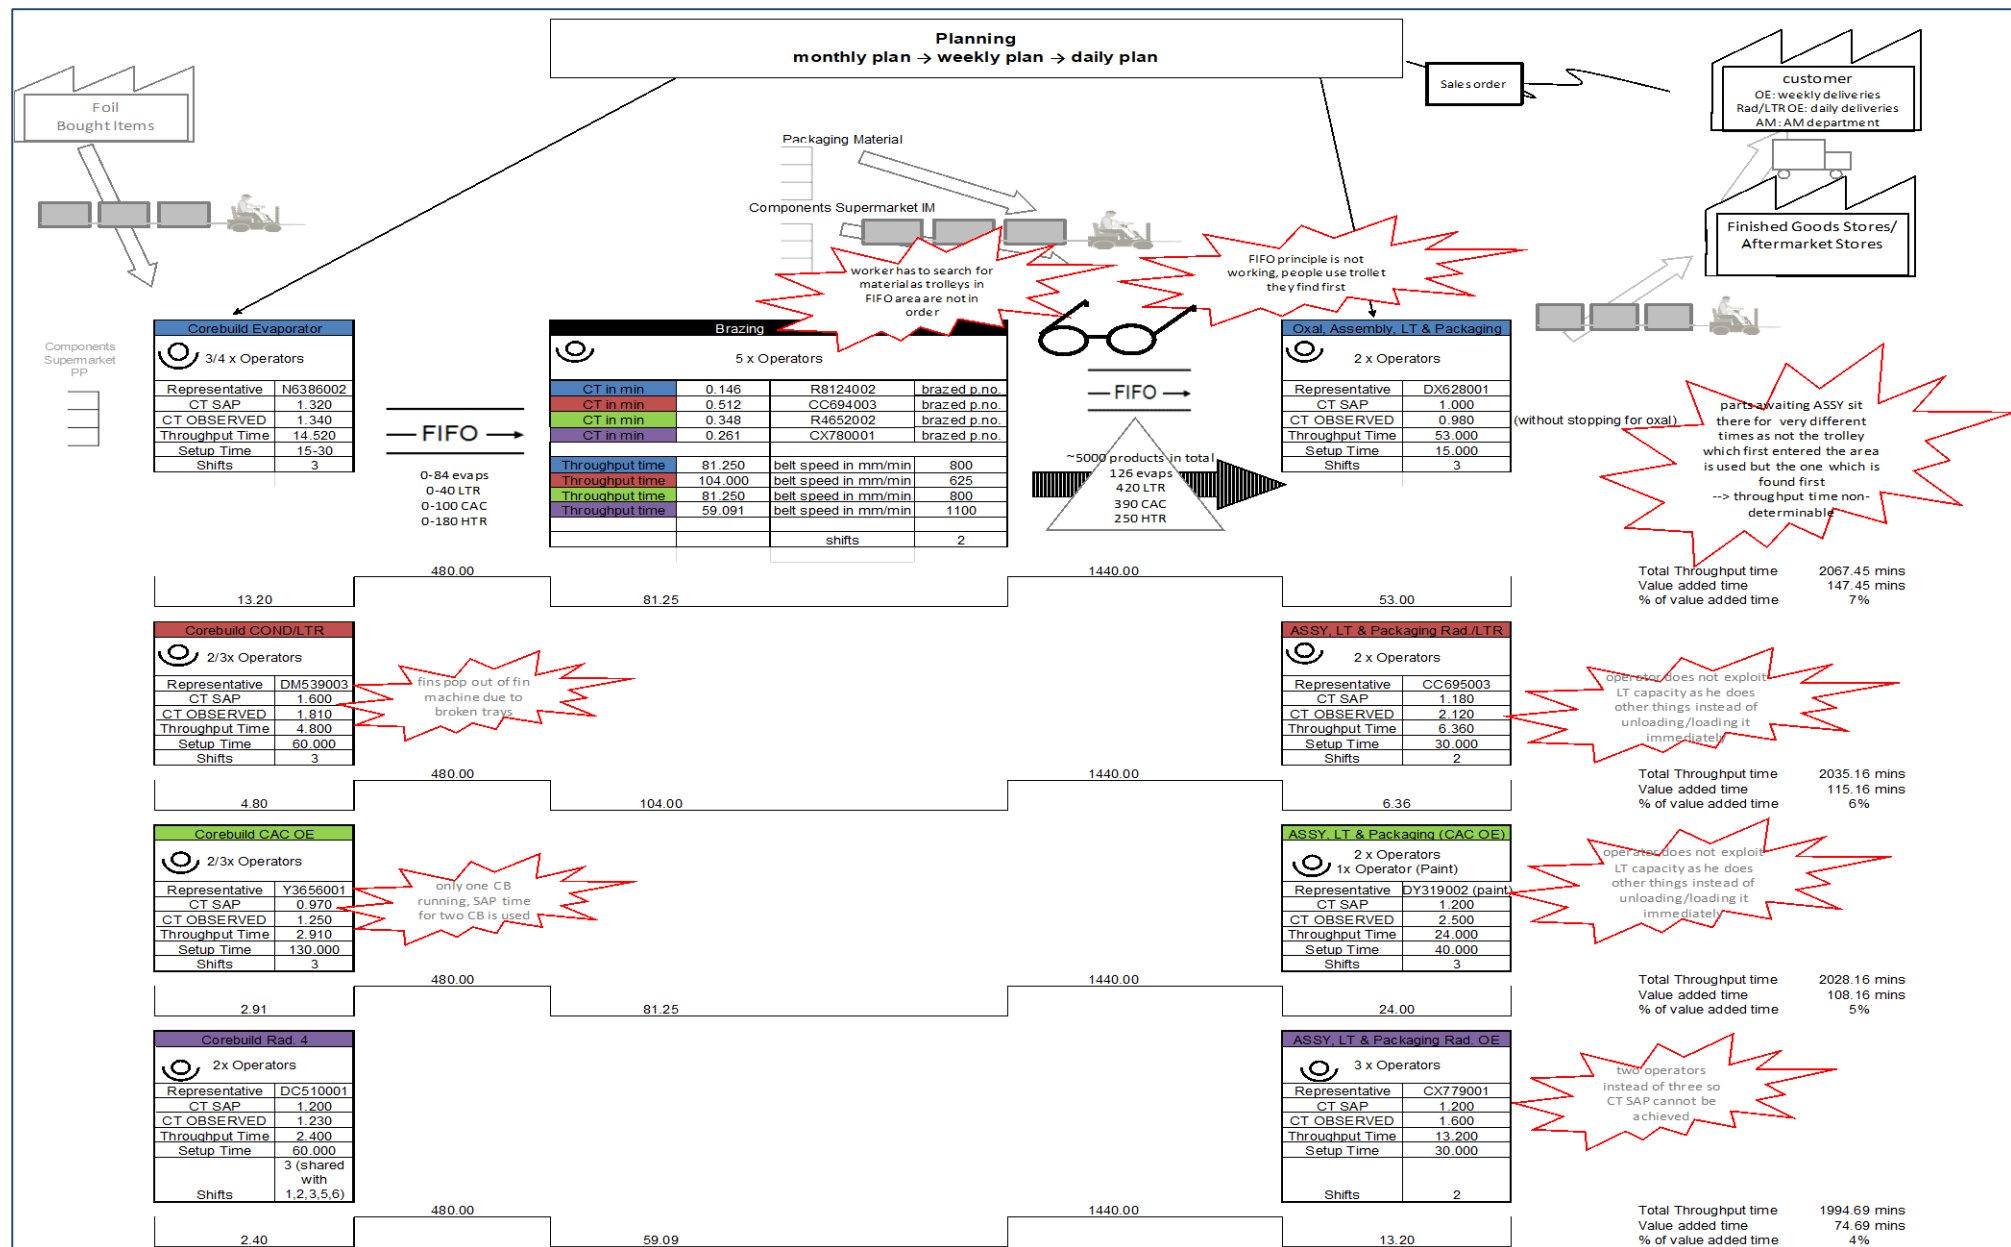 Planning
monthly plan → weekly plan → daily plan
Sales order
customer
OE: weekly deliveries
Rad/LTR OE: daily deliveries
AM: AM department
Foil
Bought Items
Packaging Material
Components Supermarket IM
Finished Goods Stores/
Aftermarket Stores
worker has to search for
material as trolleys in
FIFO area are not in
order
FIFO principle is not
working, people use trollet
they find first
Components
Supermarket
PP
Corebuild Evaporator
3/4 x Operators
Representative N6386002
CT SAP 1.320
CT OBSERVED 1.340
Throughput Time 14.520
Setup Time 15-30
Shifts 3
FIFO
0-84 evaps
0-40 LTR
0-100 CAC
0-180 HTR
Brazing
5 x Operators
CT in min 0.146 R8124002 brazed p.no.
CT in min 0.512 CC694003 brazed p.no.
CT in min 0.348 R4652002 brazed p.no.
CT in min 0.261 CX780001 brazed p.no.
Throughput time 81.250 belt speed in mm/min 800
Throughput time 104.000 belt speed in mm/min 625
Throughput time 81.250 belt speed in mm/min 800
Throughput time 59.091 belt speed in mm/min 1100
shifts 2
FIFO
~5000 products in total
126 evaps
420 LTR
390 CAC
250 HTR
Oxal, Assembly, LT & Packaging
2 x Operators
Representative DX628001
CT SAP 1.000
CT OBSERVED 0.980 (without stopping for oxal)
Throughput Time 53.000
Setup Time 15.000
Shifts 3
parts awaiting ASSY sit
there for very different
times as not the trolley
which first entered the area
is used but the one which is
found first
--> throughput time non-
determinable
480.00 1440.00
13.20 81.25 53.00
Total Throughput time 2067.45 mins
Value added time 147.45 mins
% of value added time 7%
Corebuild COND/LTR
2/3x Operators
Representative DM539003
CT SAP 1.600
CT OBSERVED 1.810
Throughput Time 4.800
Setup Time 60.000
Shifts 3
fins pop out of fin
machine due to
broken trays
ASSY, LT & Packaging Rad./LTR
2 x Operators
Representative CC695003
CT SAP 1.180
CT OBSERVED 2.120
Throughput Time 6.360
Setup Time 30.000
Shifts 2
operator does not exploit
LT capacity as he does
other things instead of
unloading/loading it
immediately
480.00 1440.00
4.80 104.00 6.36
Total Throughput time 2035.16 mins
Value added time 115.16 mins
% of value added time 6%
Corebuild CAC OE
2/3x Operators
Representative Y3656001
CT SAP 0.970
CT OBSERVED 1.250
Throughput Time 2.910
Setup Time 130.000
Shifts 3
only one CB
running, SAP time
for two CB is used
ASSY, LT & Packaging (CAC OE)
2 x Operators
1x Operator (Paint)
Representative DY319002 (paint)
CT SAP 1.200
CT OBSERVED 2.500
Throughput Time 24.000
Setup Time 40.000
Shifts 3
operator does not exploit
LT capacity as he does
other things instead of
unloading/loading it
immediately
480.00 1440.00
2.91 81.25 24.00
Total Throughput time 2028.16 mins
Value added time 108.16 mins
% of value added time 5%
Corebuild Rad. 4
2x Operators
Representative DC510001
CT SAP 1.200
CT OBSERVED 1.230
Throughput Time 2.400
Setup Time 60.000
Shifts 3 (shared
with
1,2,3,5,6)
ASSY, LT & Packaging Rad. OE
3 x Operators
Representative CX779001
CT SAP 1.200
CT OBSERVED 1.600
Throughput Time 13.200
Setup Time 30.000
Shifts 2
two operators
instead of three so
CT SAP cannot be
achieved
480.00 1440.00
2.40 59.09 13.20
Total Throughput time 1994.69 mins
Value added time 74.69 mins
% of value added time 4%